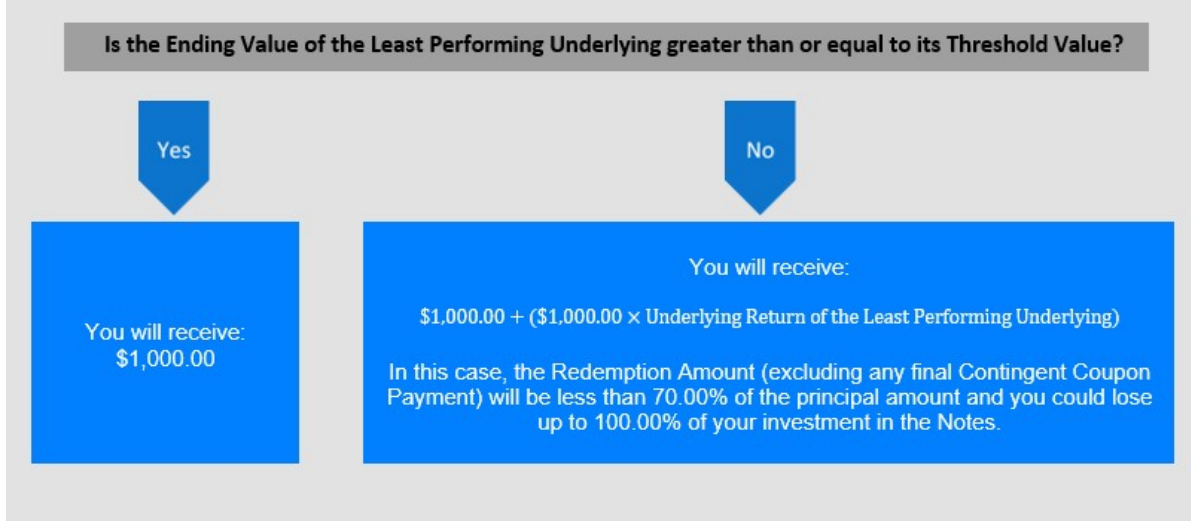 Is the Ending Value of the Least Performing Underlying greater than or equal to its Threshold Value?
Yes
No
You will receive:
$1,000.00
You will receive:
$1,000.00 + ($1,000.00 × Underlying Return of the Least Performing Underlying)
In this case, the Redemption Amount (excluding any final Contingent Coupon
Payment) will be less than 70.00% of the principal amount and you could lose
up to 100.00% of your investment in the Notes.